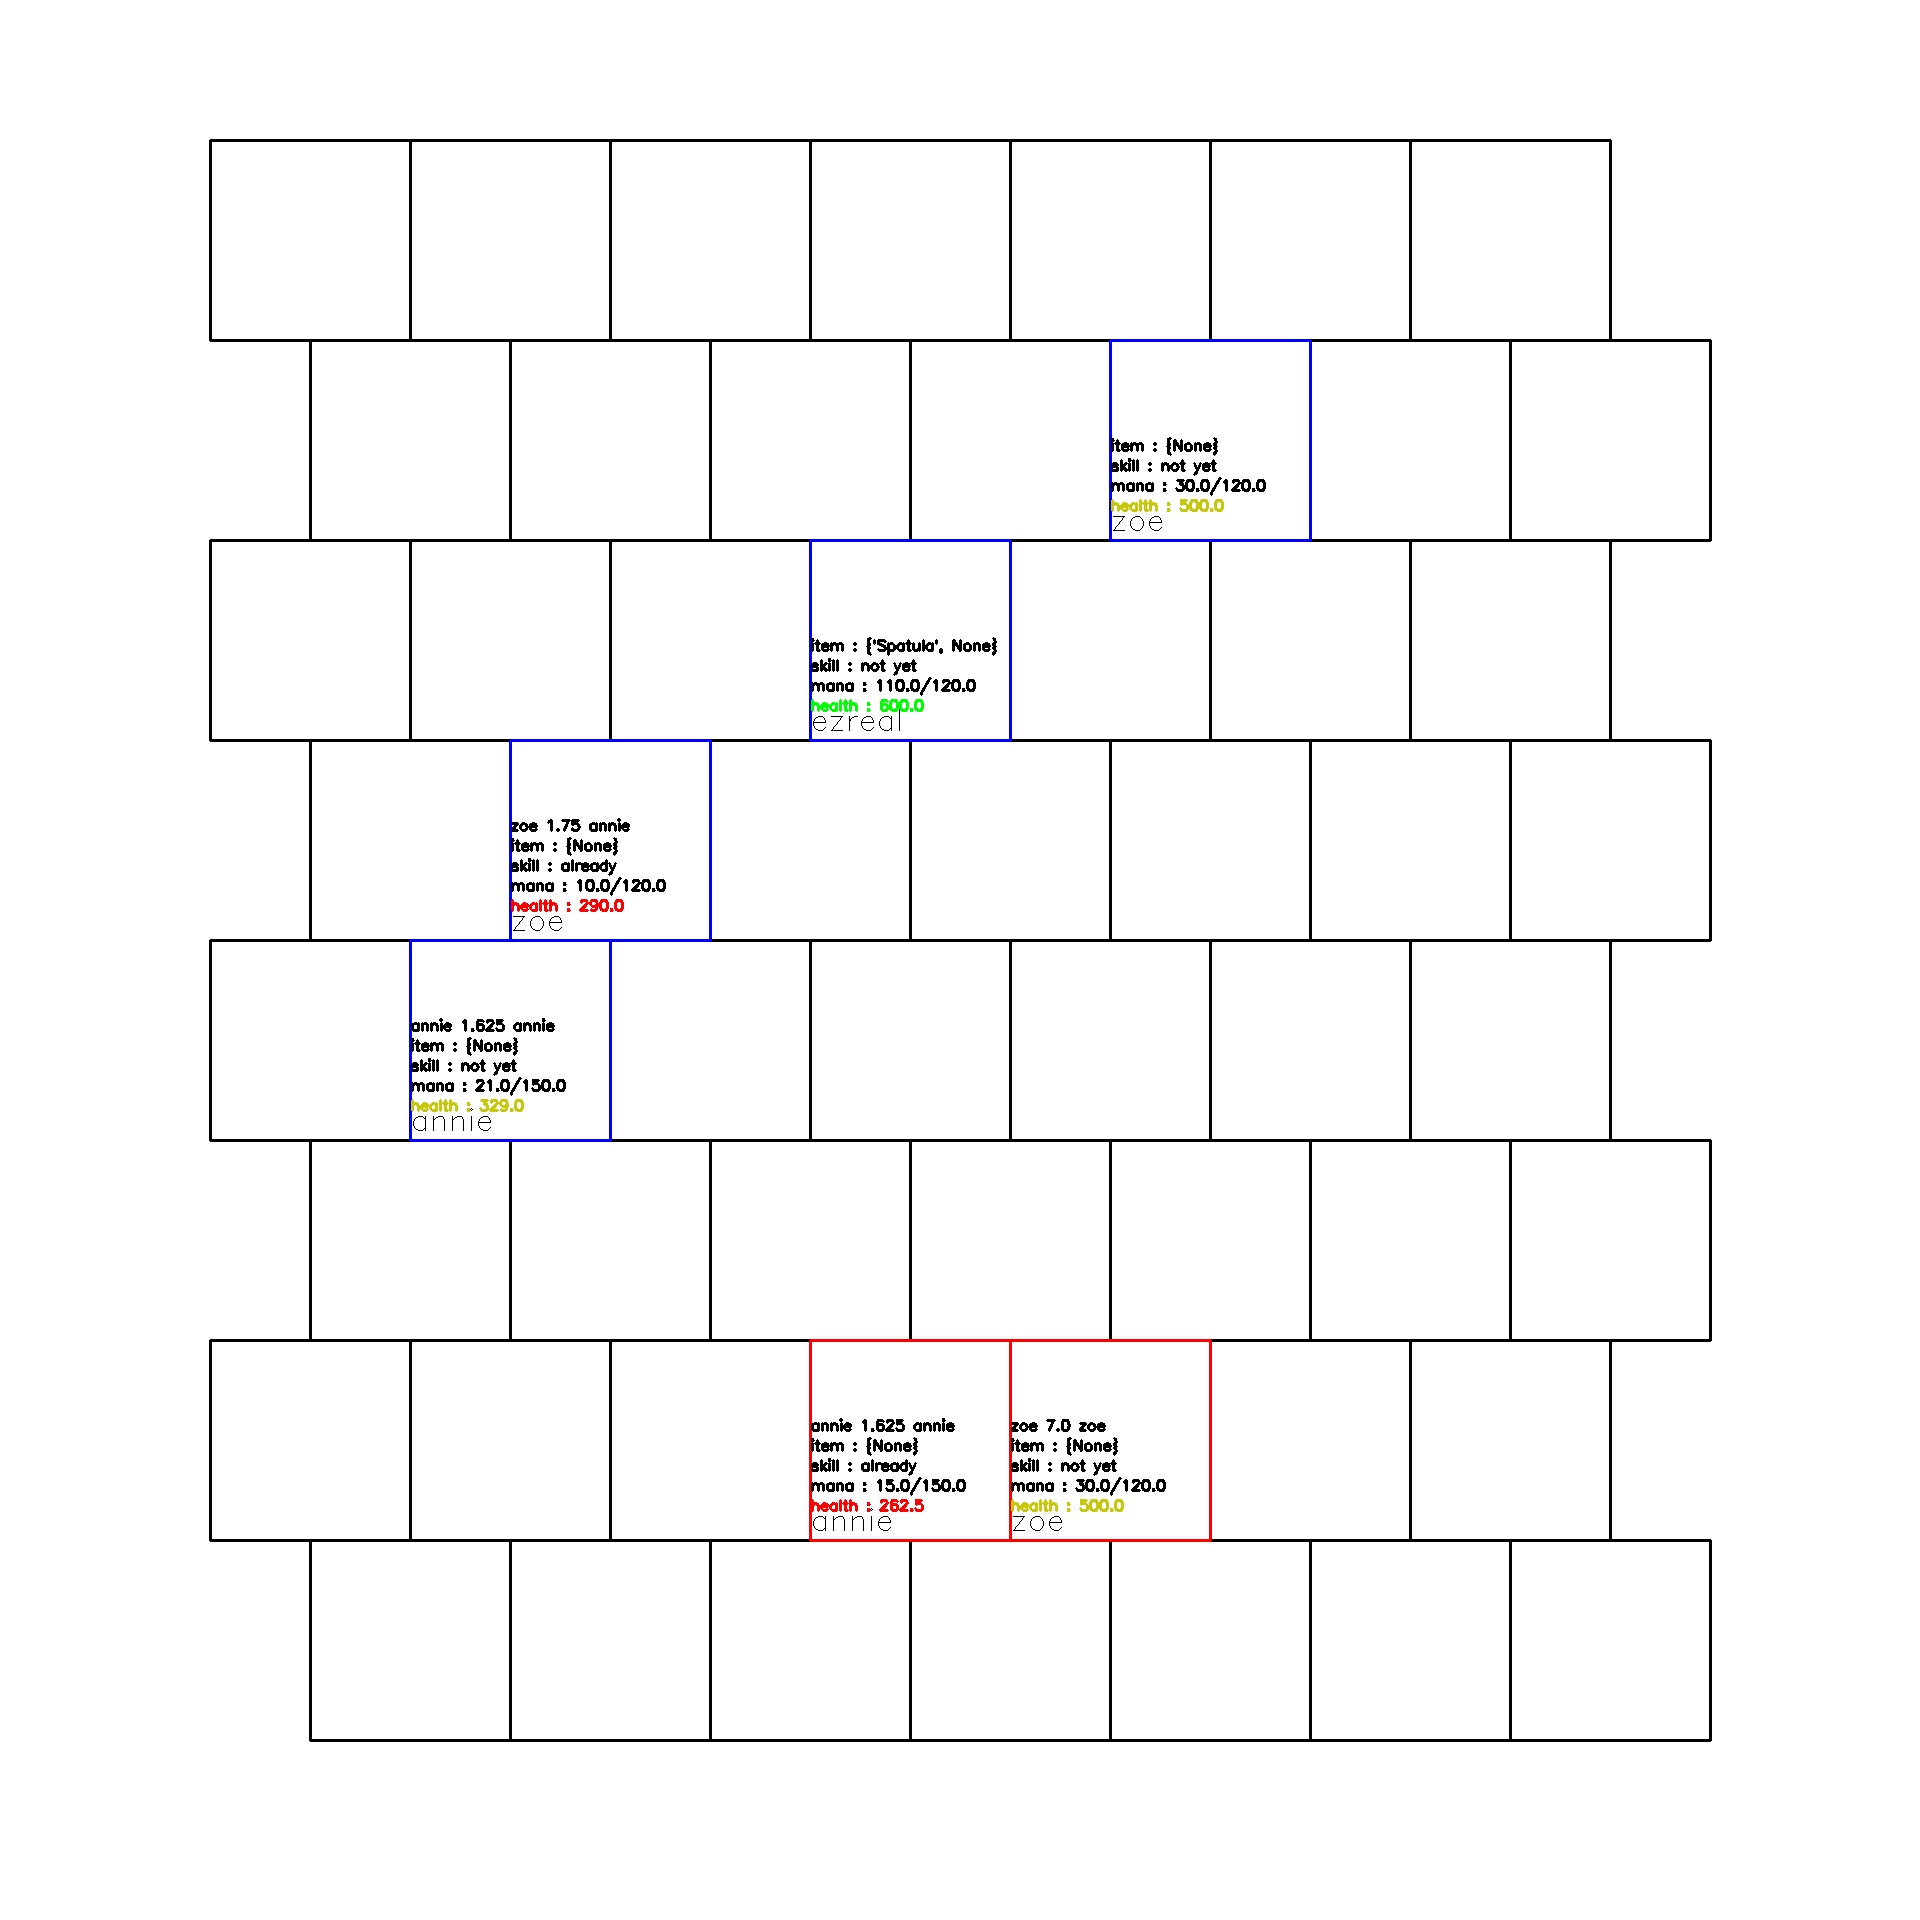 item : {None}
skill : not yet
mana : 30.0/120.0
health : 500.0
zoe
item : {'Spatula', None}
skill : not yet
mana : 110.0/120.0
health : 600.0
ezreal
zoe 1.75 annie
item : {None}
skill : already
mana : 10.0/120.0
health : 290.0
zoe
annie 1.625 annie
item : {None}
skill : not yet
mana : 21.0/150.0
health : 329.0
annie
annie 1.625 annie
item : {None}
skill : already
mana : 15.0/150.0
health : 262.5
annie
zoe 7.0 zoe
item : {None}
skill : not yet
mana : 30.0/120.0
health : 500.0
zoe